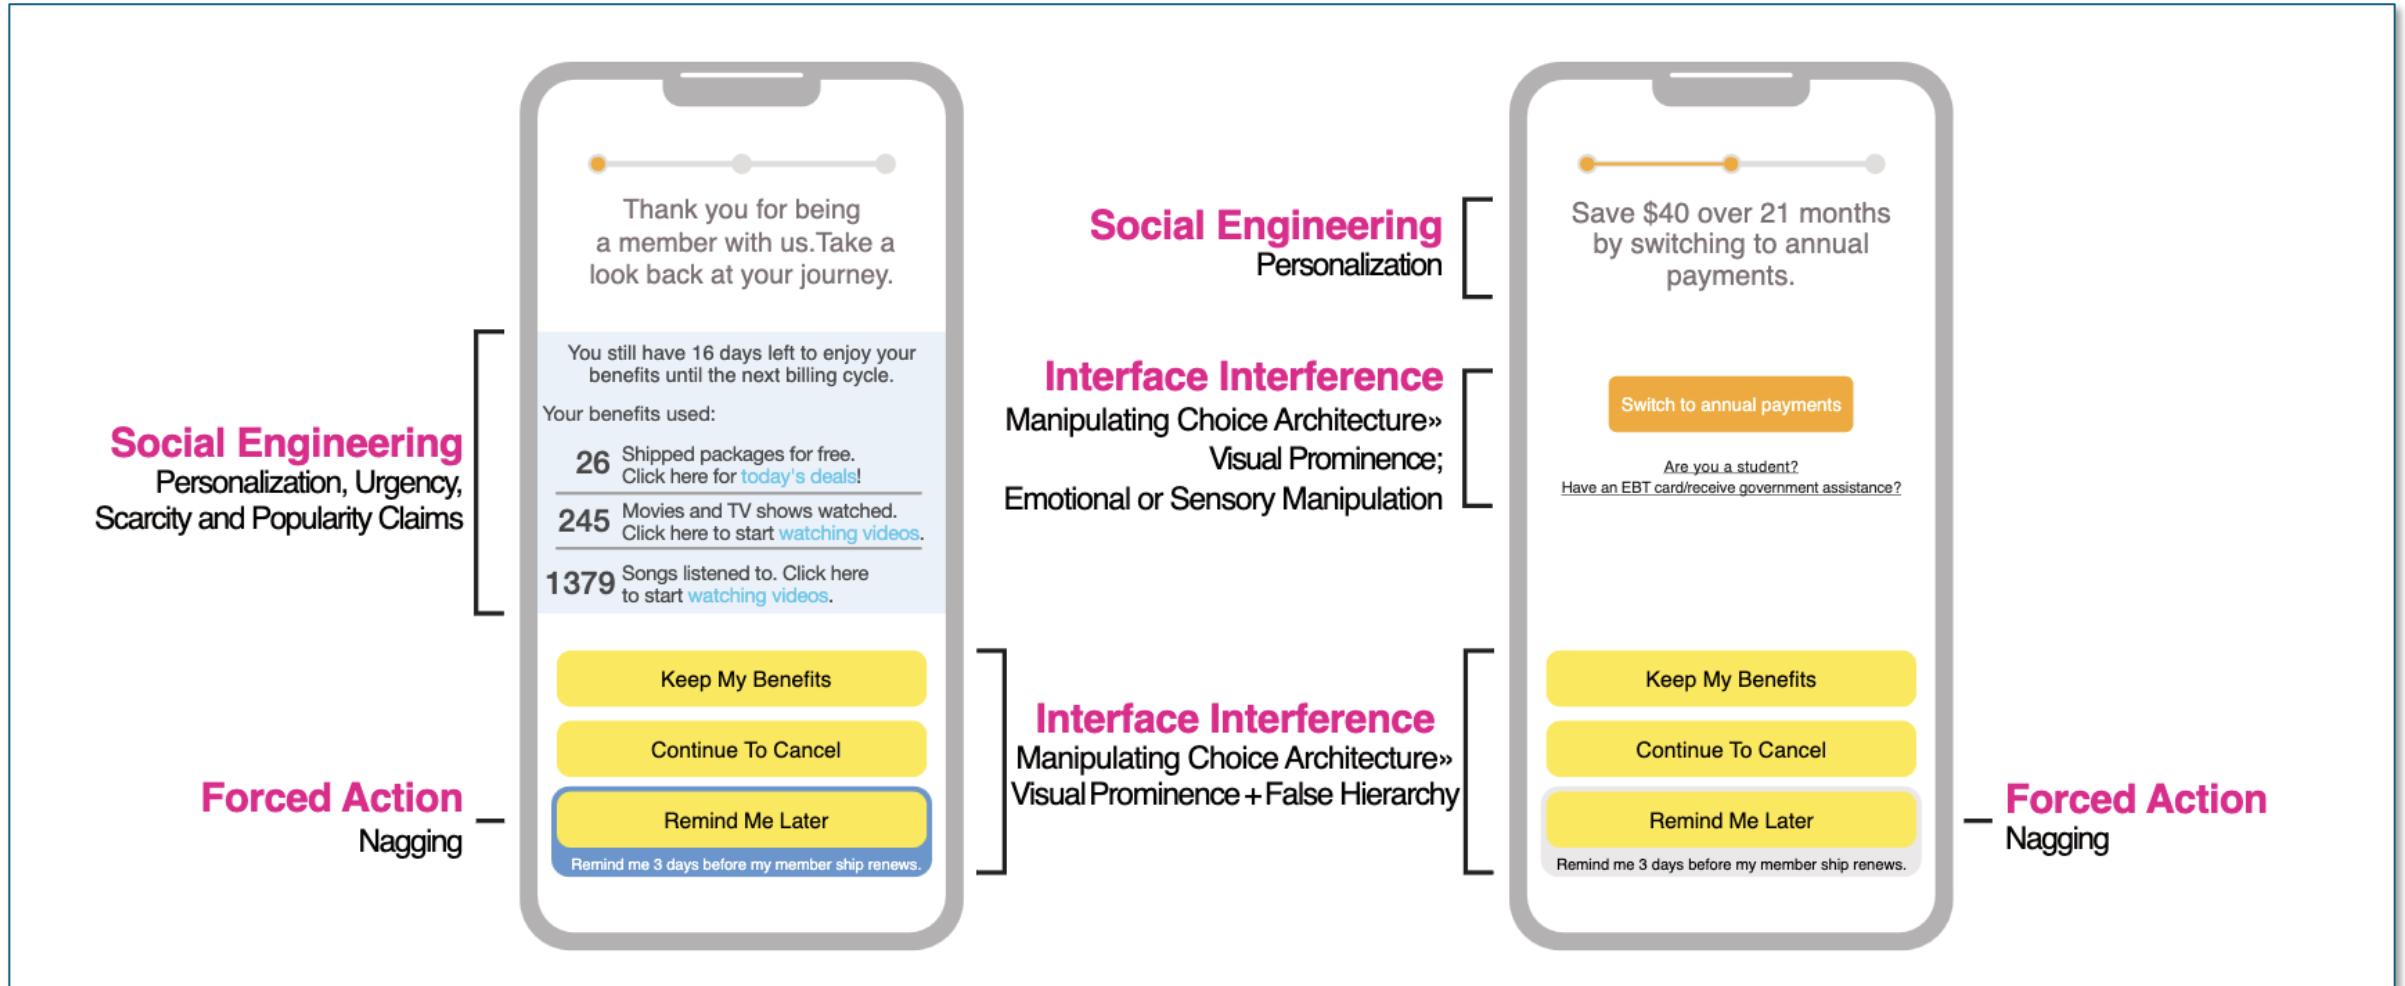 Social Engineering
Personalization, Urgency,
Scarcity and Popularity Claims
Forced Action
Nagging
Thank you for being
a member with us.Take a
look back at your journey.
You still have 16 days left to enjoy your
benefits until the next billing cycle.
Your benefits used:
26 Shipped packages for free.
Click here for today's deals!
245 Movies and TV shows watched.
Click here to start watching videos.
1379 Songs listened to. Click here
to start watching videos.
Keep My Benefits
Continue To Cancel
Remind Me Later
Remind me 3 days before my member ship renews.
Social Engineering
Personalization
Interface Interference
Manipulating Choice Architecture»
Visual Prominence;
Emotional or Sensory Manipulation
Interface Interference
Manipulating Choice Architecture»
Visual Prominence + False Hierarchy
Save $40 over 21 months
by switching to annual
payments.
Switch to annual payments
Are you a student?
Have an EBT card/receive government assistance?
Keep My Benefits
Continue To Cancel
Remind Me Later
Remind me 3 days before my member ship renews.
Forced Action
Nagging